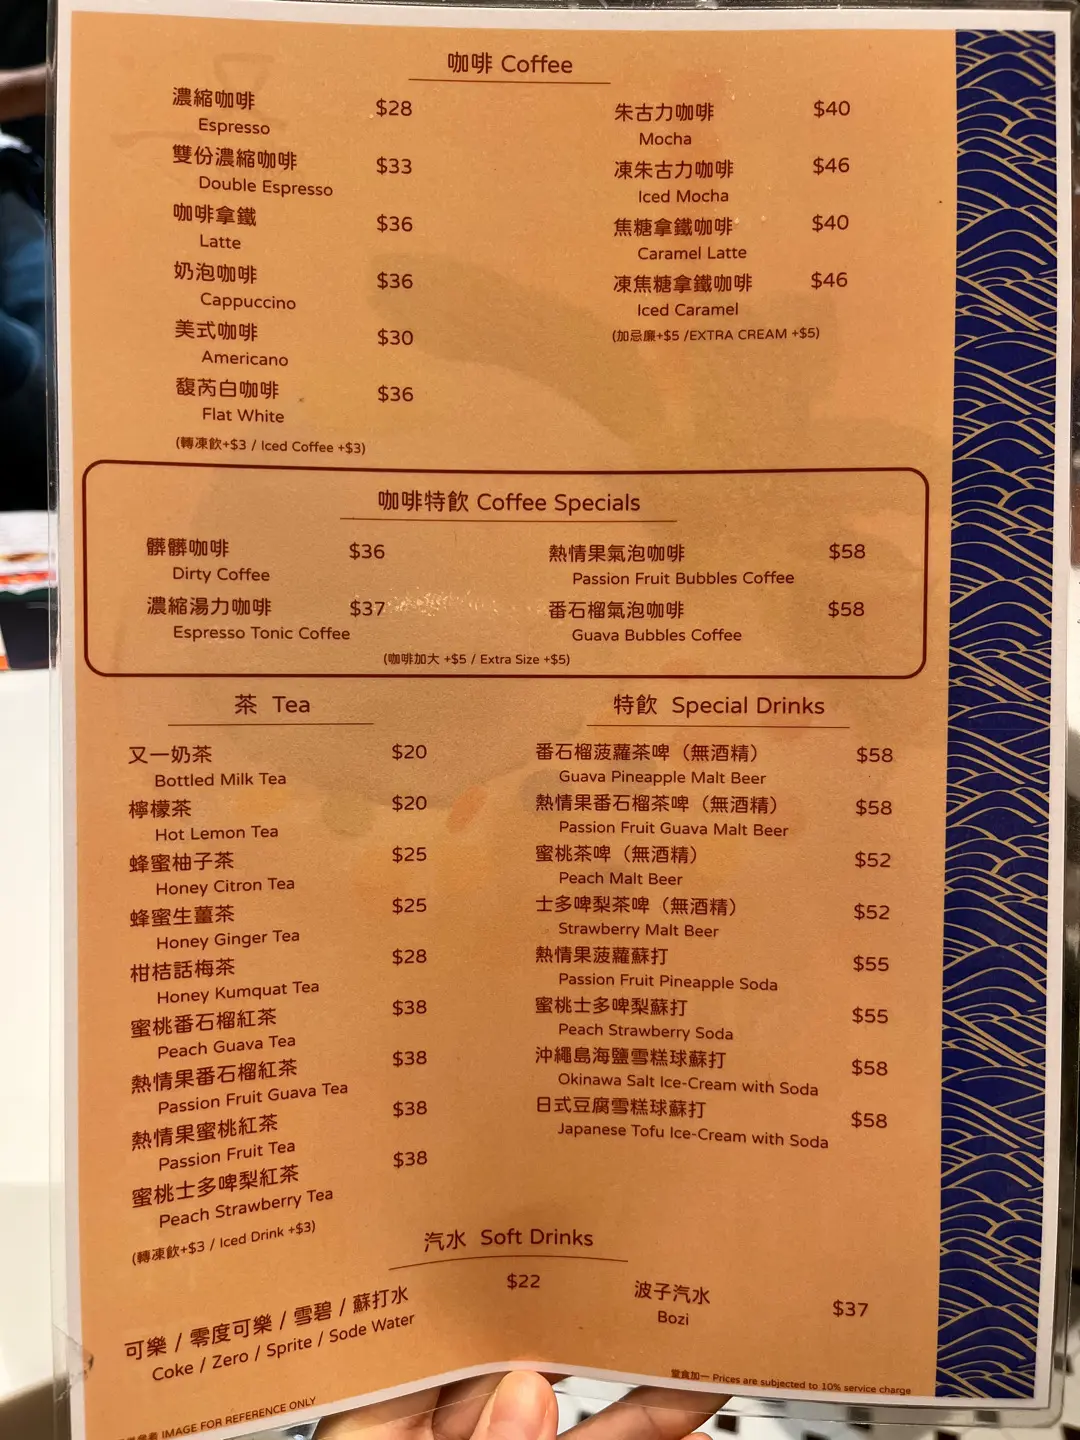 咖啡 Coffee
濃縮咖啡 $28
Espresso
雙份濃縮咖啡 $33
Double Espresso
咖啡拿鐵 $36
Latte
奶泡咖啡 $36
Cappuccino
美式咖啡 $30
Americano
馥芮白咖啡 $36
Flat White
(轉凍飲+$3 / Iced Coffee +$3)
朱古力咖啡 $40
Mocha
凍朱古力咖啡 $46
Iced Mocha
焦糖拿鐵咖啡 $40
Caramel Latte
凍焦糖拿鐵咖啡 $46
Iced Caramel
(加忌廉+$5 /EXTRA CREAM +$5)
咖啡特飲 Coffee Specials
髒髒咖啡 $36
Dirty Coffee
濃縮湯力咖啡 $37
Espresso Tonic Coffee
熱情果氣泡咖啡 $58
Passion Fruit Bubbles Coffee
番石榴氣泡咖啡 $58
Guava Bubbles Coffee
(咖啡加大 +$5 / Extra Size +$5)
茶 Tea
又一奶茶 $20
Bottled Milk Tea
檸檬茶 $20
Hot Lemon Tea
蜂蜜柚子茶 $25
Honey Citron Tea
蜂蜜生薑茶 $25
Honey Ginger Tea
柑桔話梅茶 $28
Honey Kumquat Tea
蜜桃番石榴紅茶 $38
Peach Guava Tea
熱情果番石榴紅茶 $38
Passion Fruit Guava Tea
熱情果蜜桃紅茶 $38
Passion Fruit Tea
蜜桃士多啤梨紅茶 $38
Peach Strawberry Tea
(轉凍飲+$3 / Iced Drink +$3)
特飲 Special Drinks
番石榴菠蘿茶啤（無酒精） $58
Guava Pineapple Malt Beer
熱情果番石榴茶啤（無酒精） $58
Passion Fruit Guava Malt Beer
蜜桃茶啤（無酒精） $52
Peach Malt Beer
士多啤梨茶啤（無酒精） $52
Strawberry Malt Beer
熱情果菠蘿蘇打 $55
Passion Fruit Pineapple Soda
蜜桃士多啤梨蘇打 $55
Peach Strawberry Soda
沖繩島海鹽雪糕球蘇打 $58
Okinawa Salt Ice-Cream with Soda
日式豆腐雪糕球蘇打 $58
Japanese Tofu Ice-Cream with Soda
汽水 Soft Drinks
可樂 / 零度可樂 / 雪碧 / 蘇打水 $22
Coke / Zero / Sprite / Sode Water
波子汽水 $37
Bozi
堂食加一 Prices are subjected to 10% service charge
IMAGE FOR REFERENCE ONLY